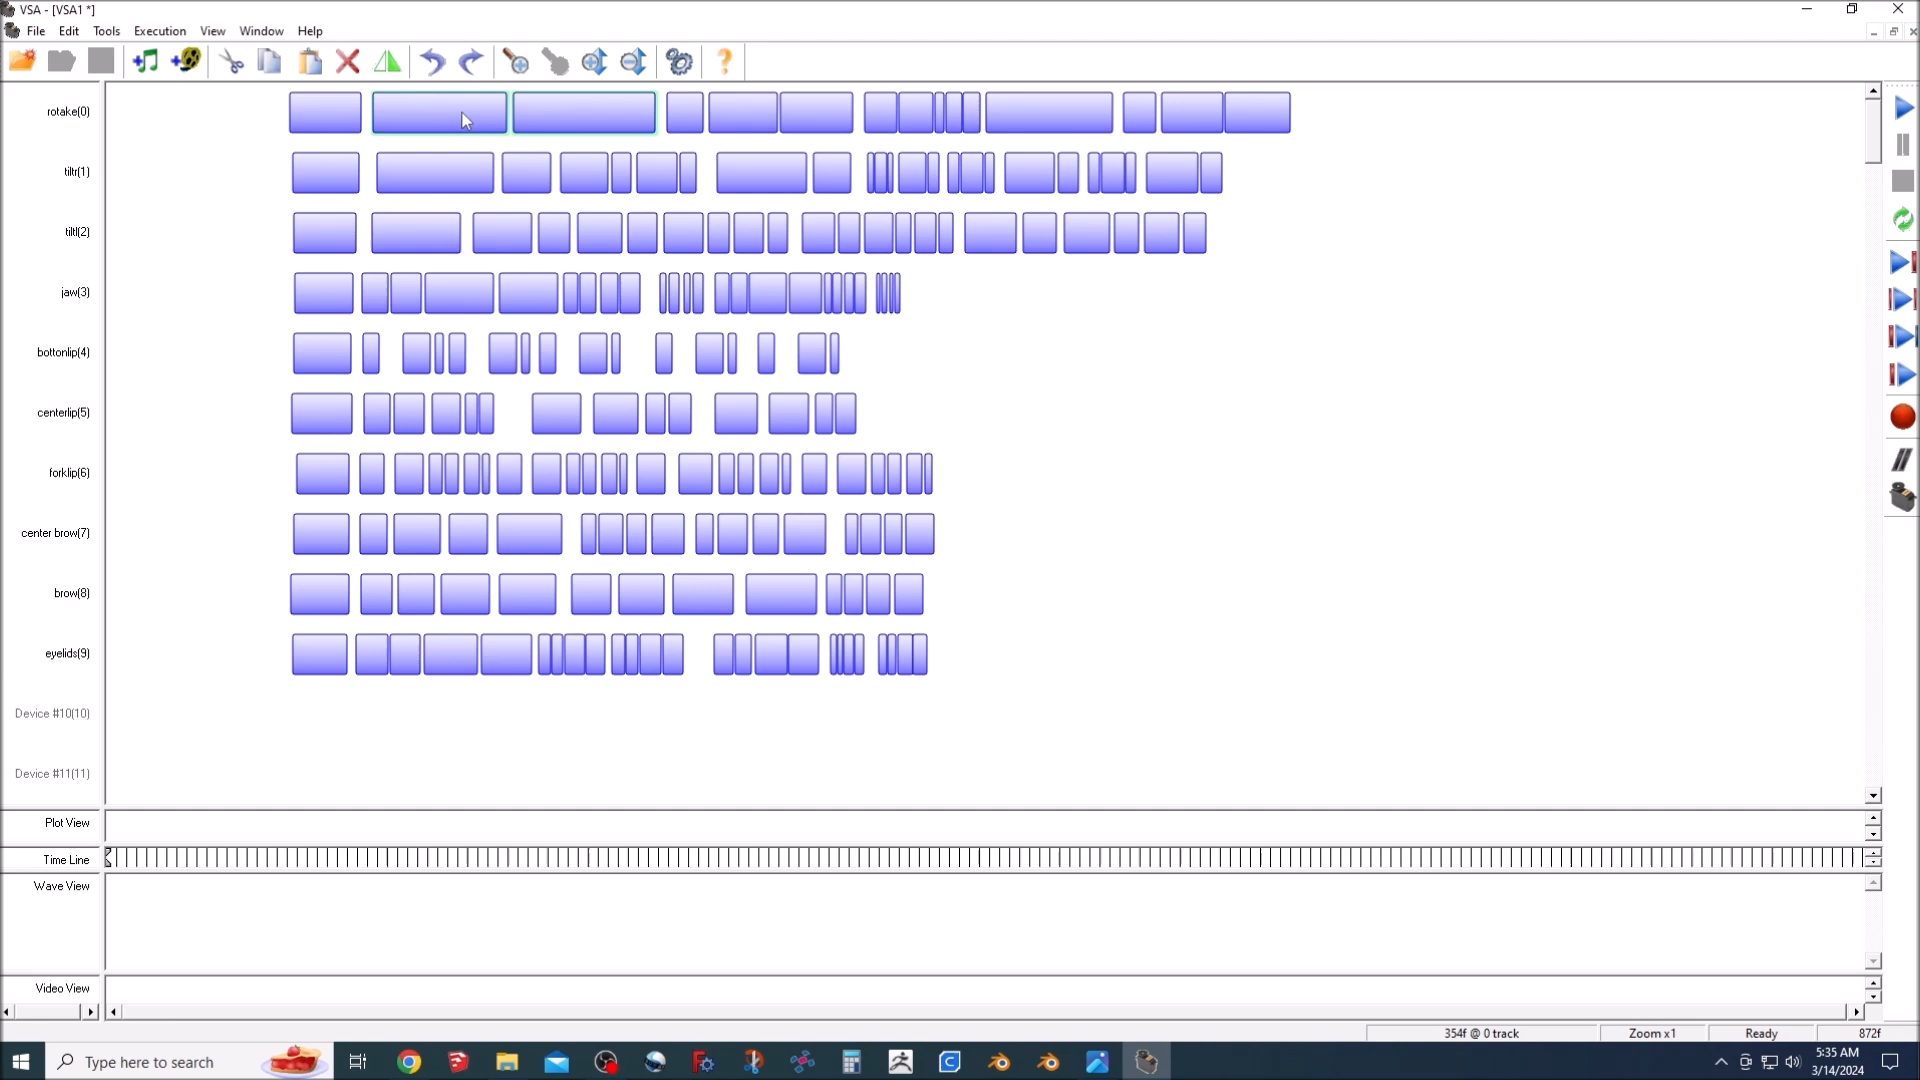 VSA - [VSA1 *]
File Edit Tools Execution View Window Help
rotake(0)
tiltr(1)
tiltl(2)
jaw(3)
bottonlip(4)
centerlip(5)
forklip(6)
center brow(7)
brow(8)
eyelids(9)
Device #10(10)
Device #11(11)
Plot View
Time Line
Wave View
Video View
354f @ 0 track Zoom x1 Ready 872f
Type here to search
5:35 AM
3/14/2024